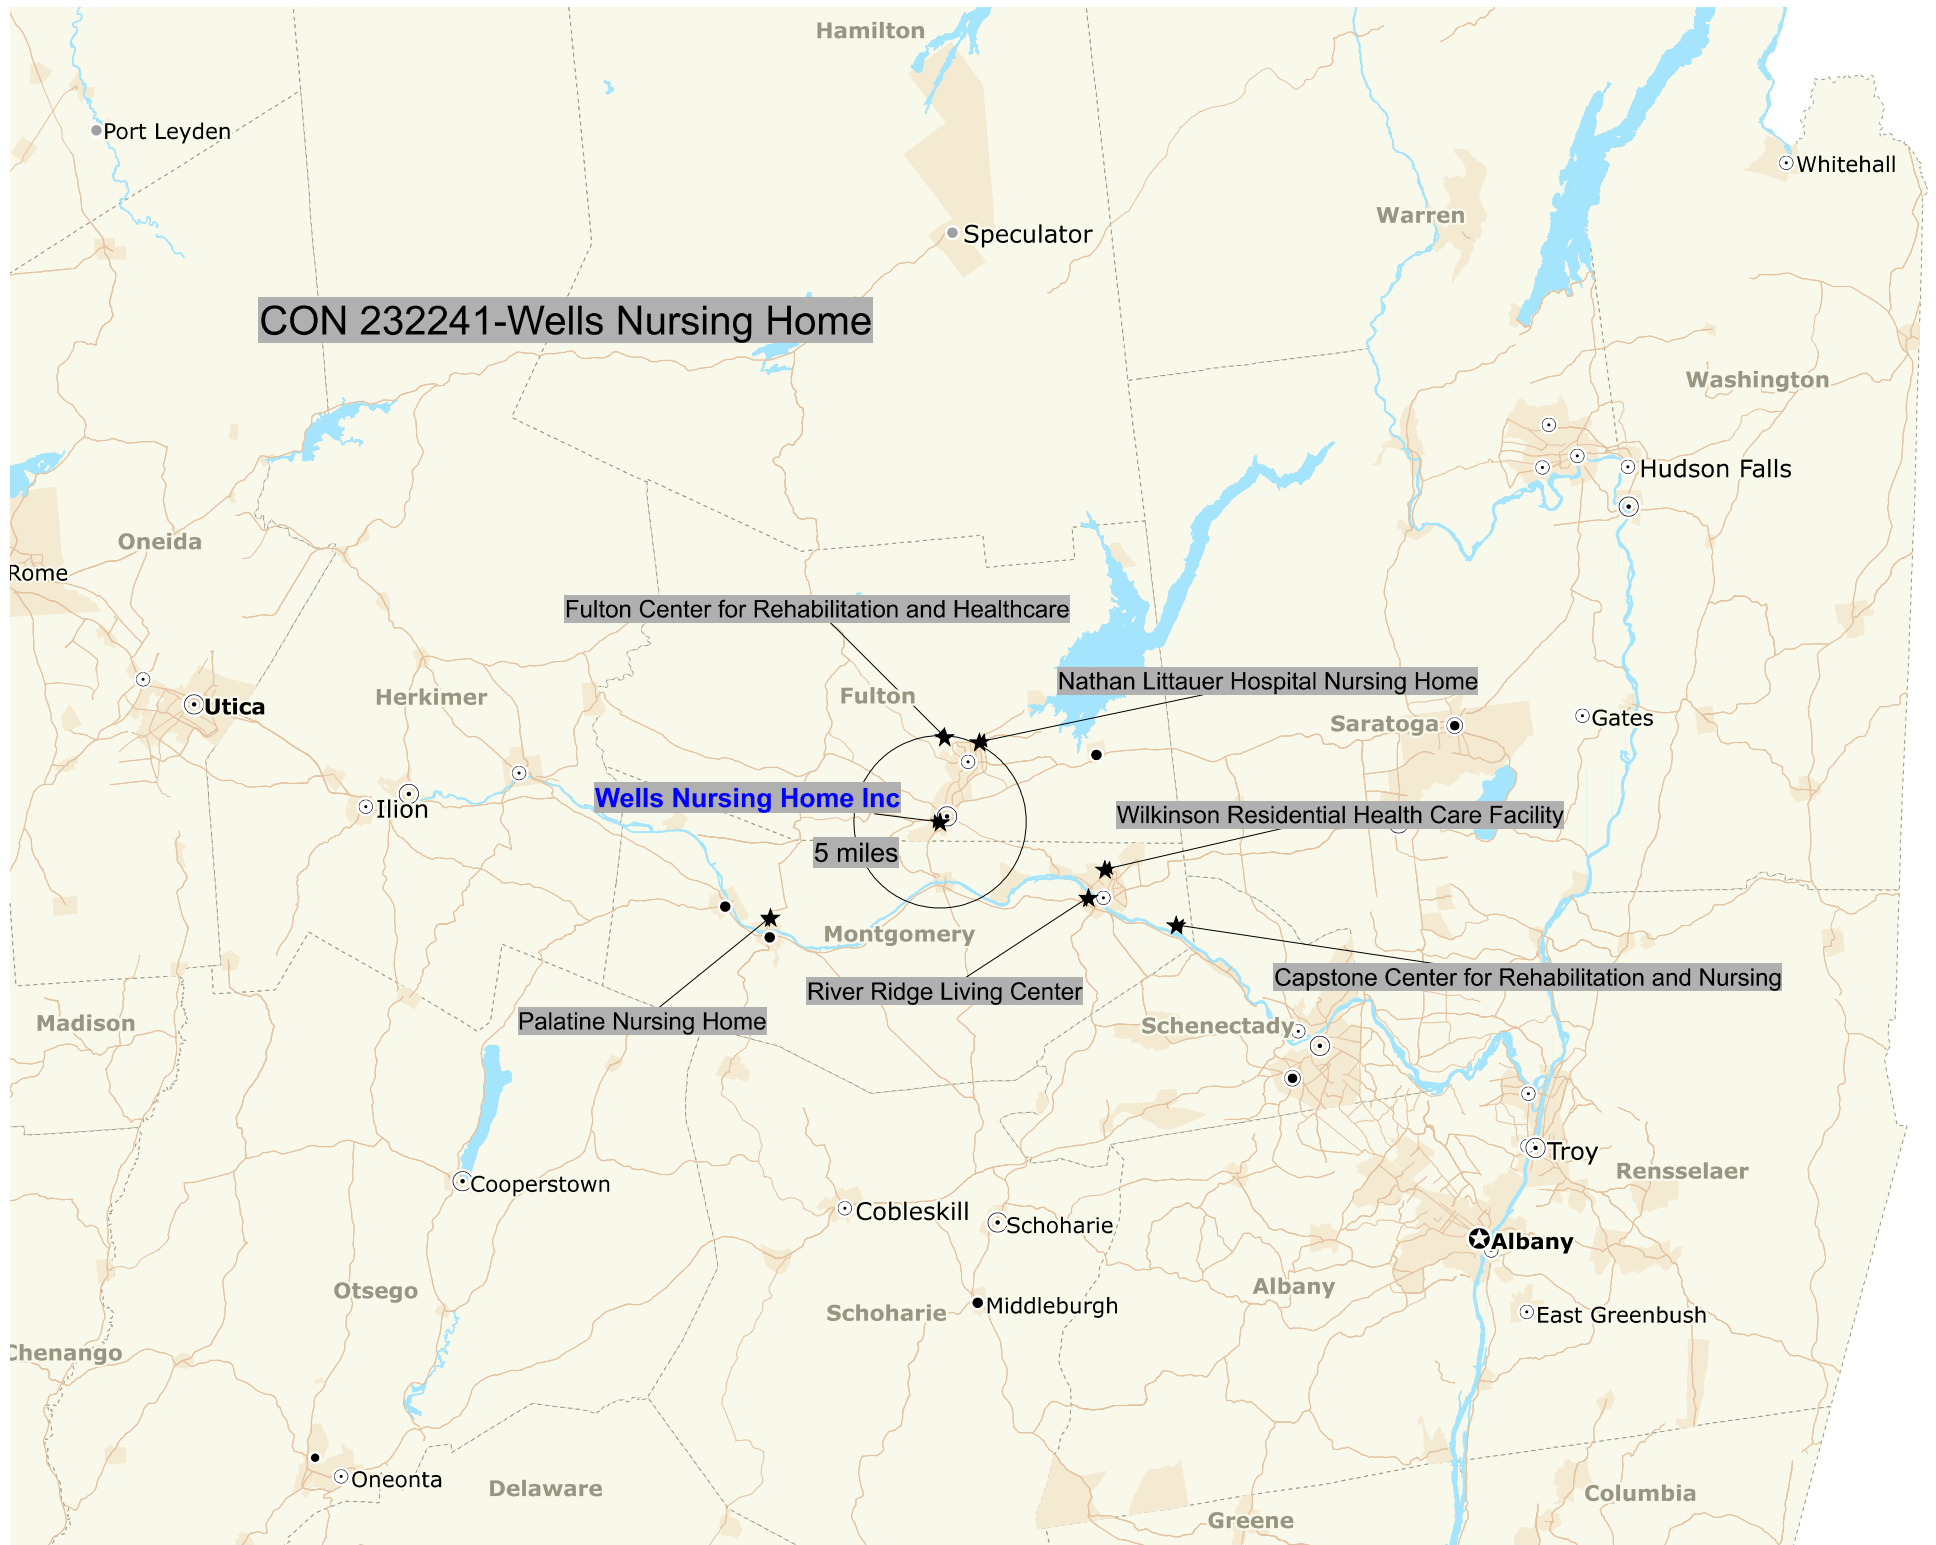 Hamilton
Port Leyden
Whitehall
Warren
Speculator
CON 232241-Wells Nursing Home
Washington
Hudson Falls
Oneida
Rome
Fulton Center for Rehabilitation and Healthcare
Nathan Littauer Hospital Nursing Home
Herkimer
Fulton
Utica
Saratoga
Gates
Wells Nursing Home Inc
Ilion
Wilkinson Residential Health Care Facility
5 miles
Montgomery
Capstone Center for Rehabilitation and Nursing
River Ridge Living Center
Palatine Nursing Home
Madison
Schenectady
Troy
Rensselaer
Cooperstown
Cobleskill
Schoharie
Albany
Otsego
Albany
Schoharie
Middleburgh
East Greenbush
Chenango
Oneonta
Delaware
Columbia
Greene